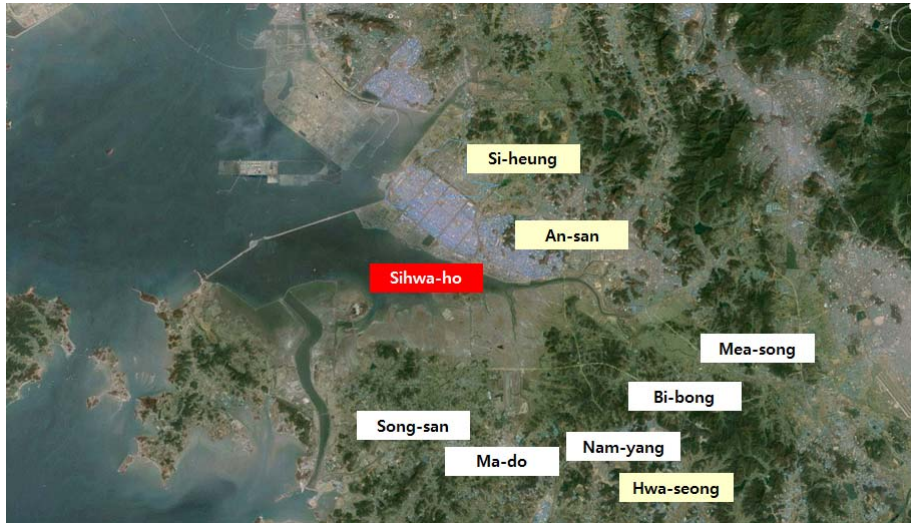 Si-heung
An-san
Sihwa-ho
Mea-song
Bi-bong
Song-san
Nam-yang
Ma-do
Hwa-seong